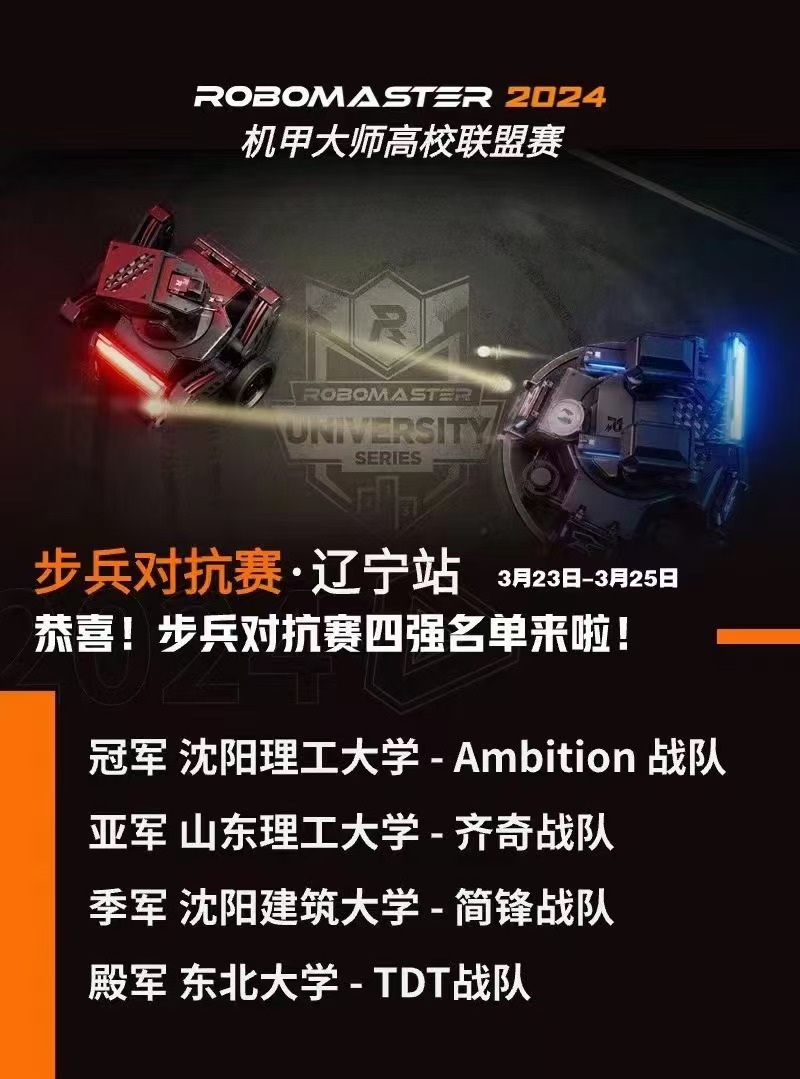 ROBOMASTER 2024
机甲大师高校联盟赛
R
ROBOMASTER
UNIVERSITY
SERIES
步兵对抗赛·辽宁站 3月23日-3月25日
2024
恭喜！步兵对抗赛四强名单来啦！
冠军 沈阳理工大学 - Ambition 战队
亚军 山东理工大学 - 齐奇战队
季军 沈阳建筑大学 - 简锋战队
殿军 东北大学 - TDT战队